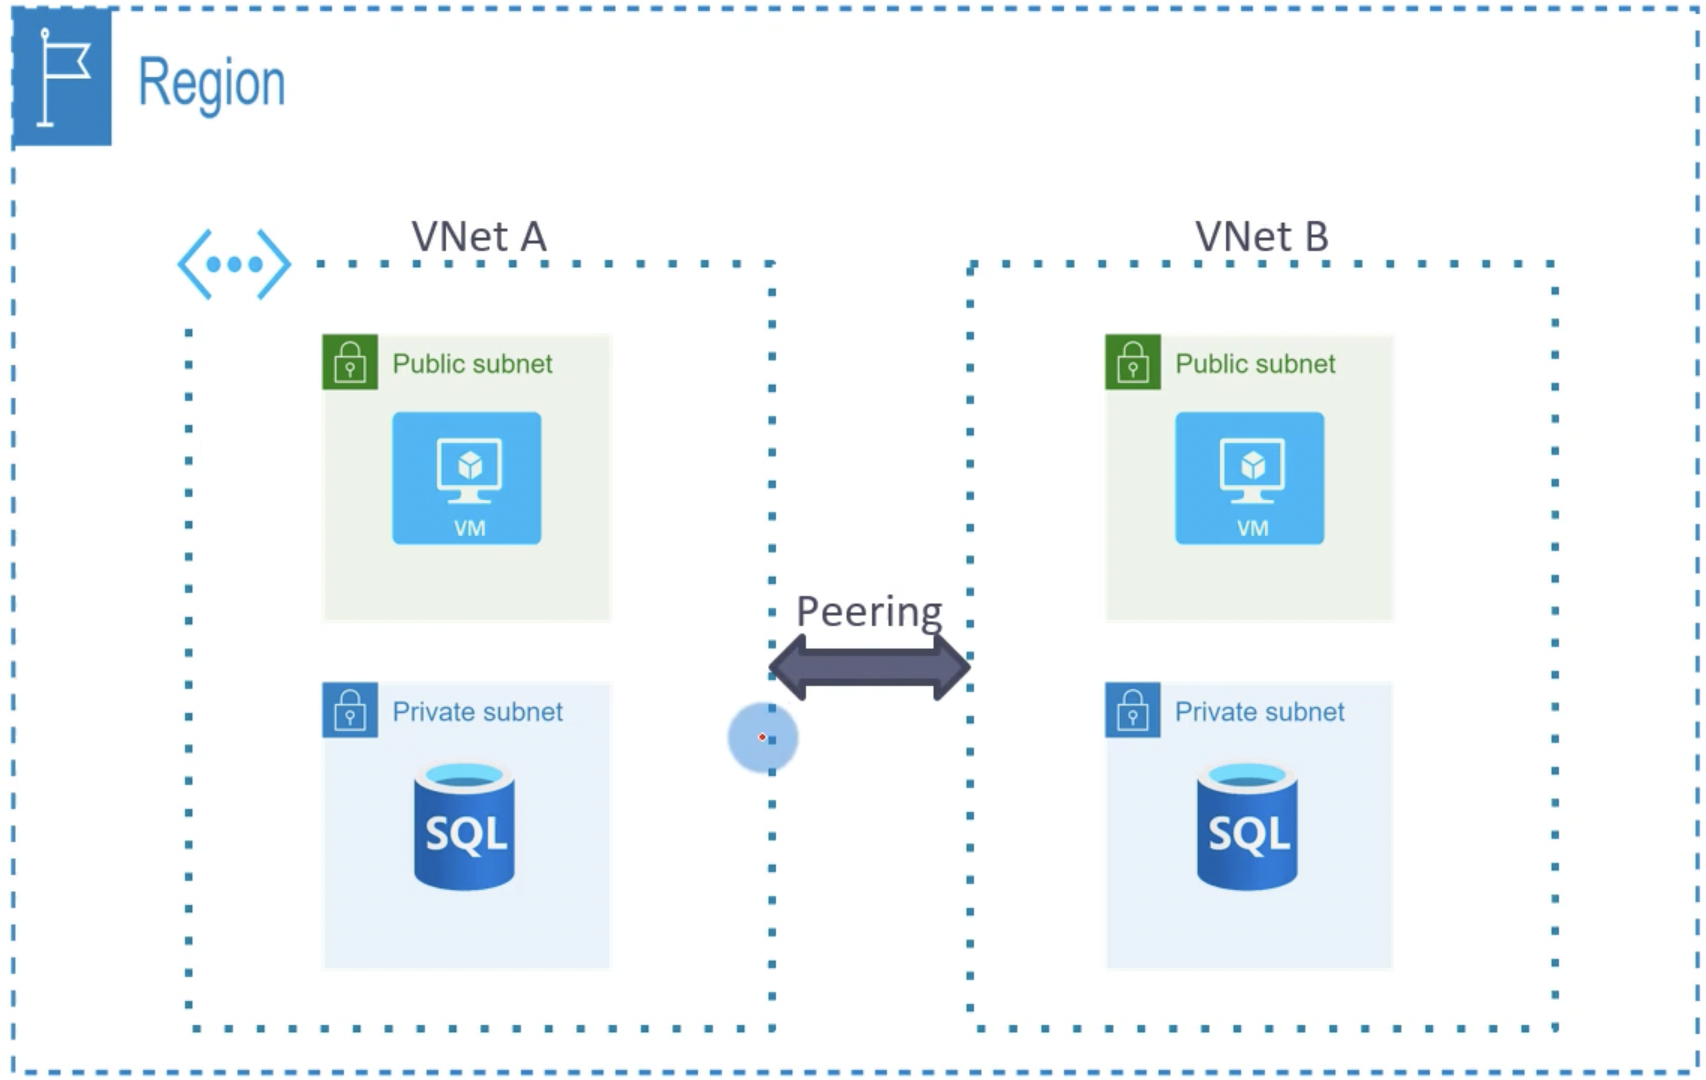 Region
VNet A
VNet B
Public subnet
VM
Public subnet
VM
Peering
Private subnet
SQL
Private subnet
SQL